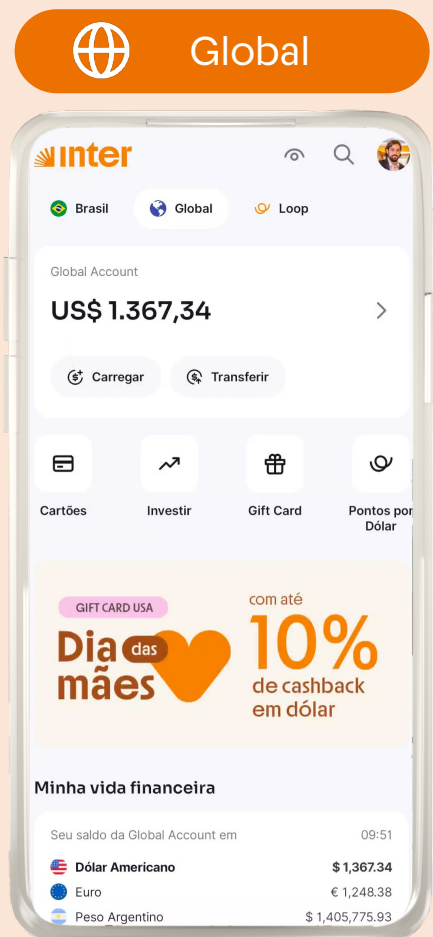 Global
inter
Brasil
Global
Loop
Global Account
US$ 1.367,34
Carregar
Transferir
Cartões
Investir
Gift Card
Pontos por
Dólar
GIFT CARD USA
Dia das
mães
com até
10%
de cashback
em dólar
Minha vida financeira
Seu saldo da Global Account em
09:51
Dólar Americano
$ 1,367.34
Euro
€ 1,248.38
Peso Argentino
$ 1,405,775.93